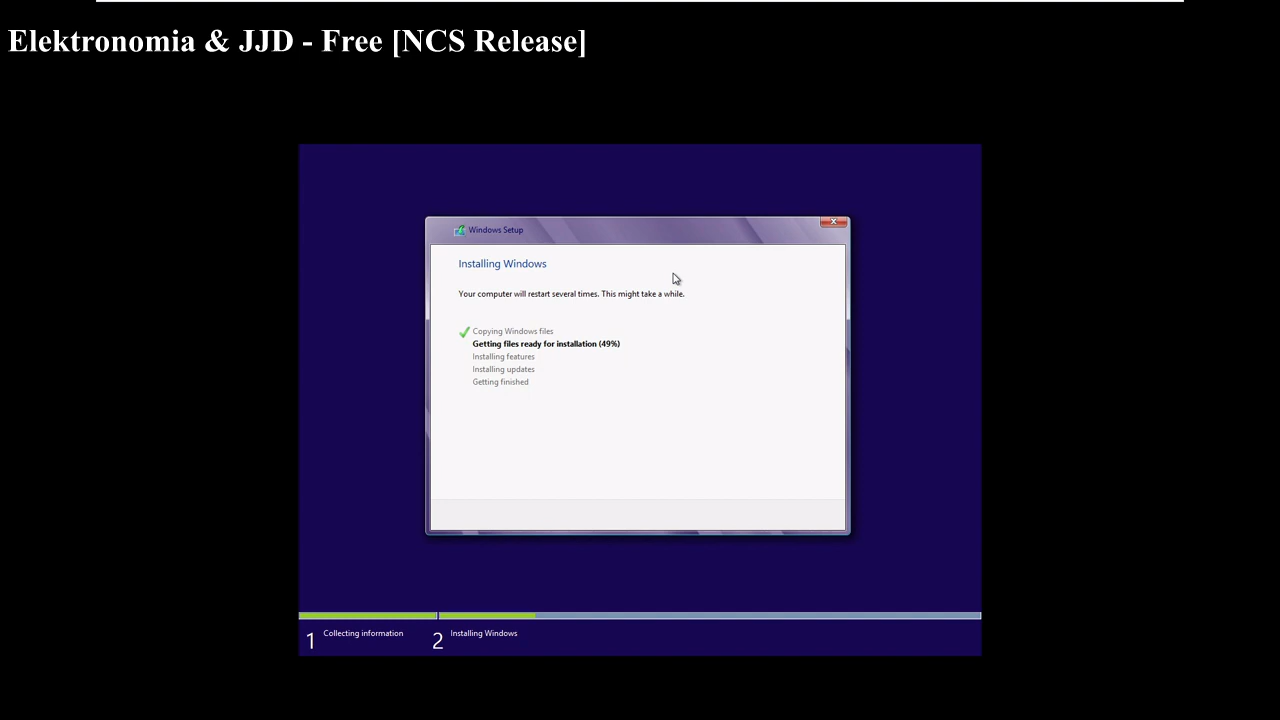 Elektronomia & JJD - Free [NCS Release]
Windows Setup
Installing Windows
Your computer will restart several times. This might take a while.
Copying Windows files
Getting files ready for installation (49%)
Installing features
Installing updates
Getting finished
1 Collecting information 2 Installing Windows